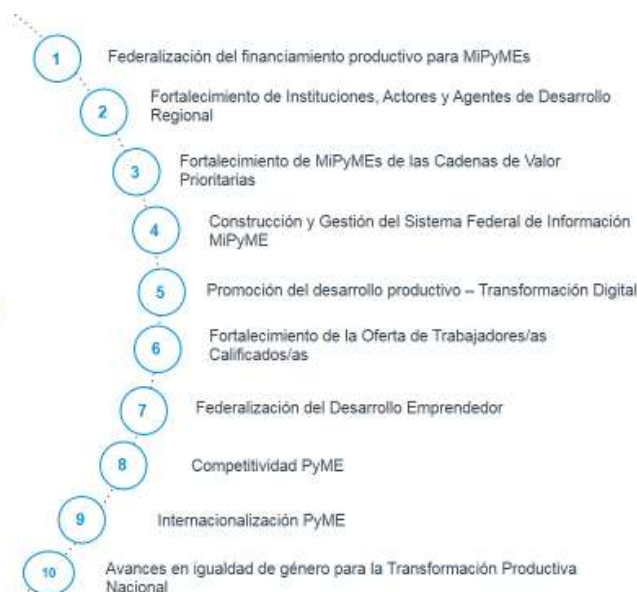 1
Federalización del financiamiento productivo para MiPyMEs
2
Fortalecimiento de Instituciones, Actores y Agentes de Desarrollo
Regional
3
Fortalecimiento de MiPyMEs de las Cadenas de Valor
Prioritarias
4
Construcción y Gestión del Sistema Federal de Información
MiPyME
5
Promoción del desarrollo productivo – Transformación Digital
6
Fortalecimiento de la Oferta de Trabajadores/as
Calificados/as
7
Federalización del Desarrollo Emprendedor
8
Competitividad PyME
9
Internacionalización PyME
10
Avances en igualdad de género para la Transformación Productiva
Nacional